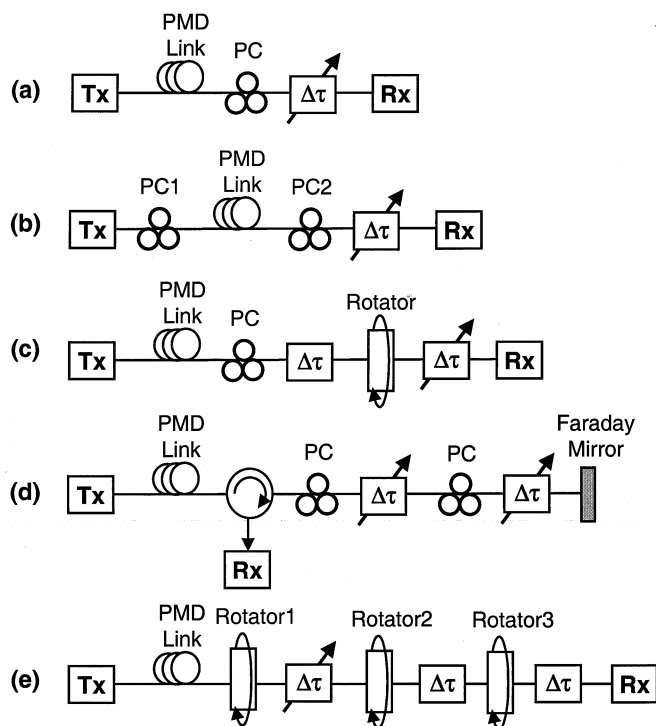 PMD
Link
PC
(a)
Tx
Δτ
Rx
PMD
Link
PC1
PC2
(b)
Tx
Δτ
Rx
PMD
Link
PC
Rotator
(c)
Tx
Δτ
Δτ
Rx
PMD
Link
PC
PC
Faraday
Mirror
(d)
Tx
Δτ
Δτ
Rx
PMD
Link
Rotator1
Rotator2
Rotator3
(e)
Tx
Δτ
Δτ
Δτ
Rx